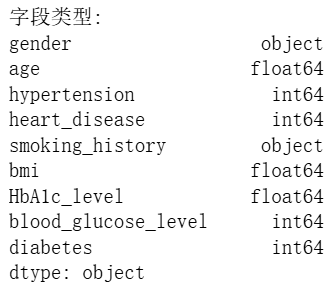 字段类型:
gender                  object
age                    float64
hypertension             int64
heart_disease            int64
smoking_history         object
bmi                    float64
HbA1c_level            float64
blood_glucose_level      int64
diabetes                 int64
dtype: object